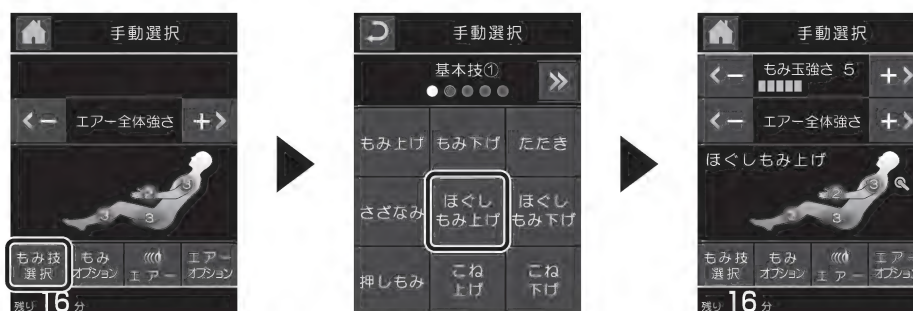 手動選択
エアー全体強さ
3
2
3
3
もみ技
選択
もみ
オプション
エアー
エアー
オプション
残り 16 分
手動選択
基本技①
もみ上げ
もみ下げ
たたき
さざなみ
ほぐし
もみ上げ
ほぐし
もみ下げ
押しもみ
こね
上げ
こね
下げ
手動選択
もみ玉強さ 5
エアー全体強さ
ほぐしもみ上げ
3
2
3
3
もみ技
選択
もみ
オプション
エアー
エアー
オプション
残り 16 分